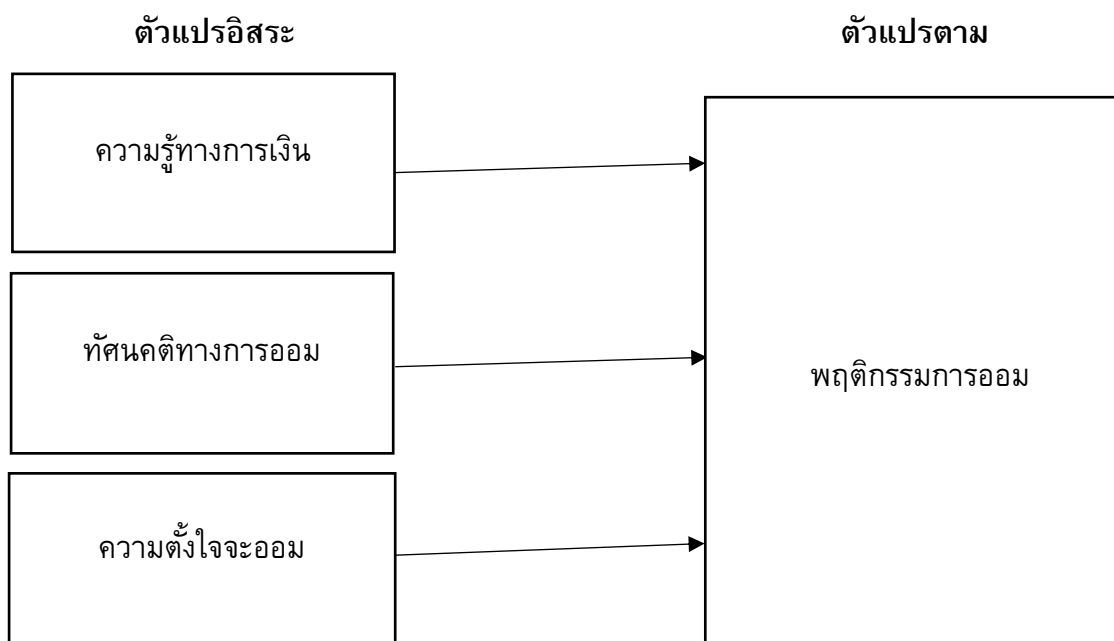 ตัวแปรอิสระ
ตัวแปรตาม
ความรู้ทางการเงิน
ทัศนคติทางการออม
พฤติกรรมการออม
ความตั้งใจจะออม